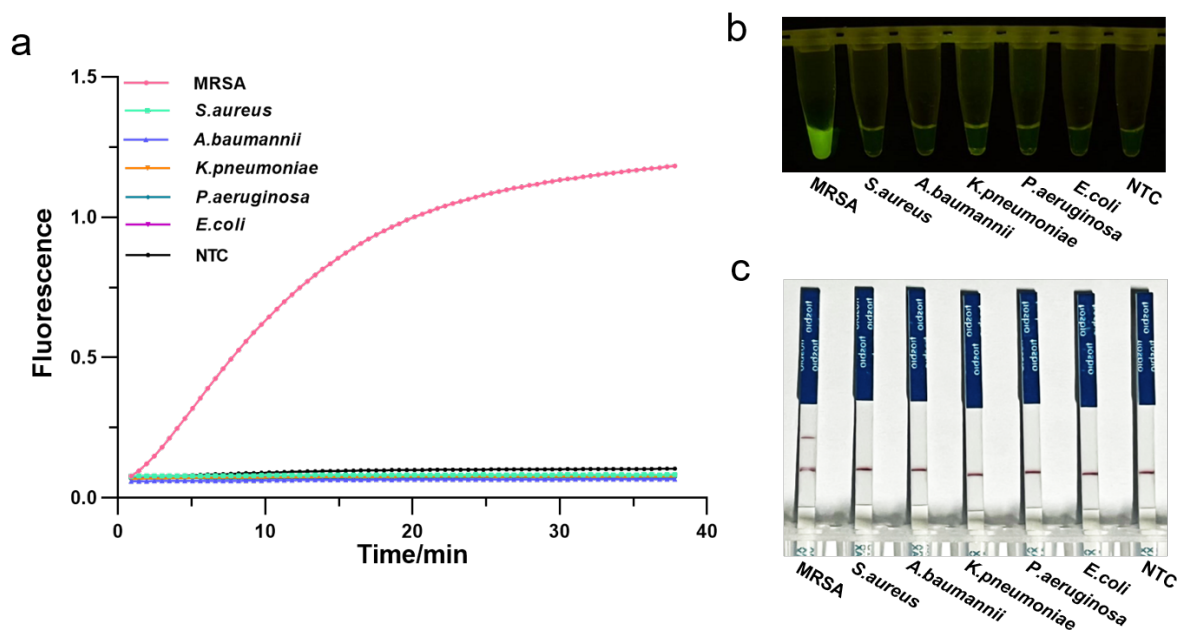 a
1.5
1.0
0.5
0.0
0
10
20
30
40
Fluorescence
Time/min
MRSA
S.aureus
A.baumannii
K.pneumoniae
P.aeruginosa
E.coli
NTC
b
MRSA
S.aureus
A.baumannii
K.pneumoniae
P.aeruginosa
E.coli
NTC
c
MRSA
S.aureus
A.baumannii
K.pneumoniae
P.aeruginosa
E.coli
NTC